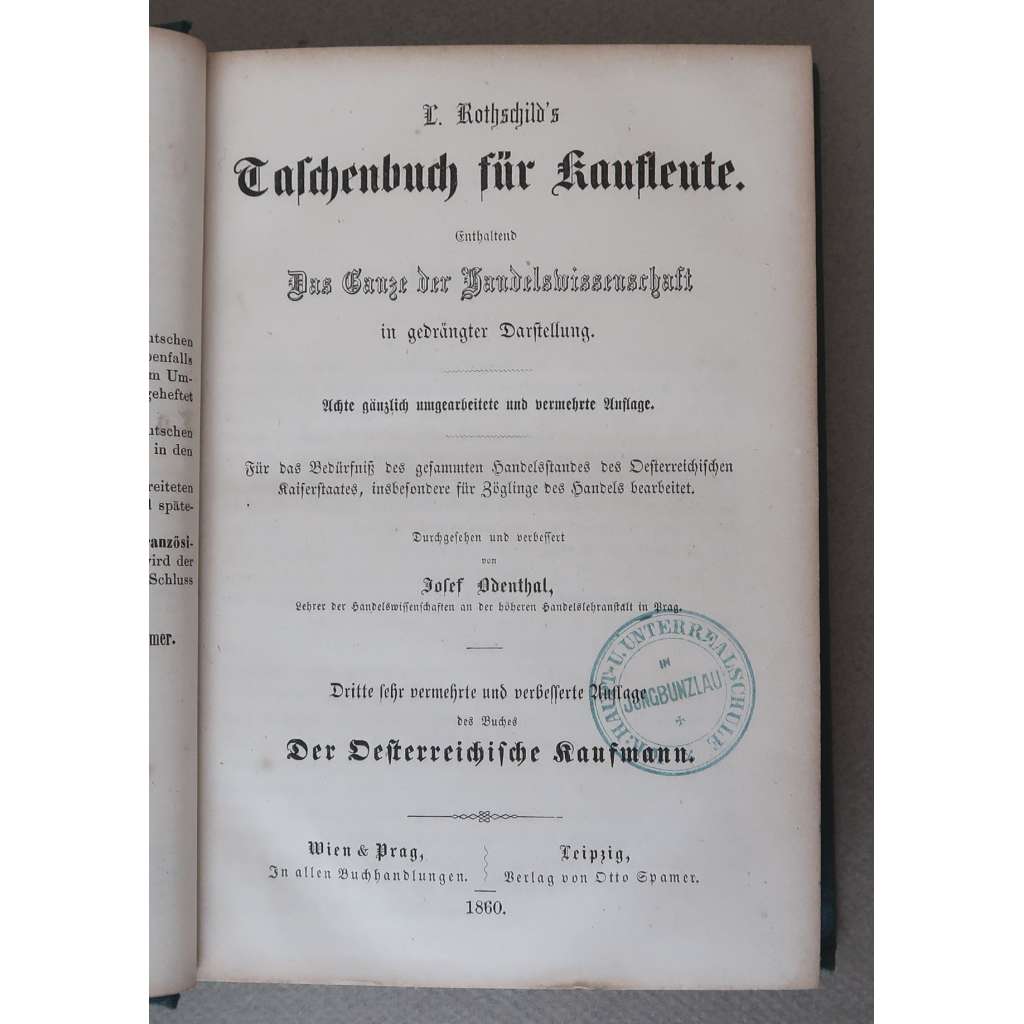 utschen
benfalls
m Um-
geheftet
utschen
in den
reiteten
d späte-
ranzösi-
wird der
Schluss
mer.
L. Rothschild's
Taschenbuch für Kaufleute.
Enthaltend
Das Ganze der Handelswissenschaft
in gedrängter Darstellung.
Achte gänzlich umgearbeitete und vermehrte Auflage.
Für das Bedürfniß des gesammten Handelsstandes des Oesterreichischen
Kaiserstaates, insbesondere für Zöglinge des Handels bearbeitet.
Durchgesehen und verbessert
von
Josef Odenthal,
Lehrer der Handelswissenschaften an der höheren Handelslehranstalt in Prag.
Dritte sehr vermehrte und verbesserte Auflage
des Buches
Der Oesterreichische Kaufmann.
HAUPT- U. UNTERREALSCHULE
IN
JUNGBUNZLAU
Wien & Prag,
In allen Buchhandlungen.
Leipzig,
Verlag von Otto Spamer.
1860.